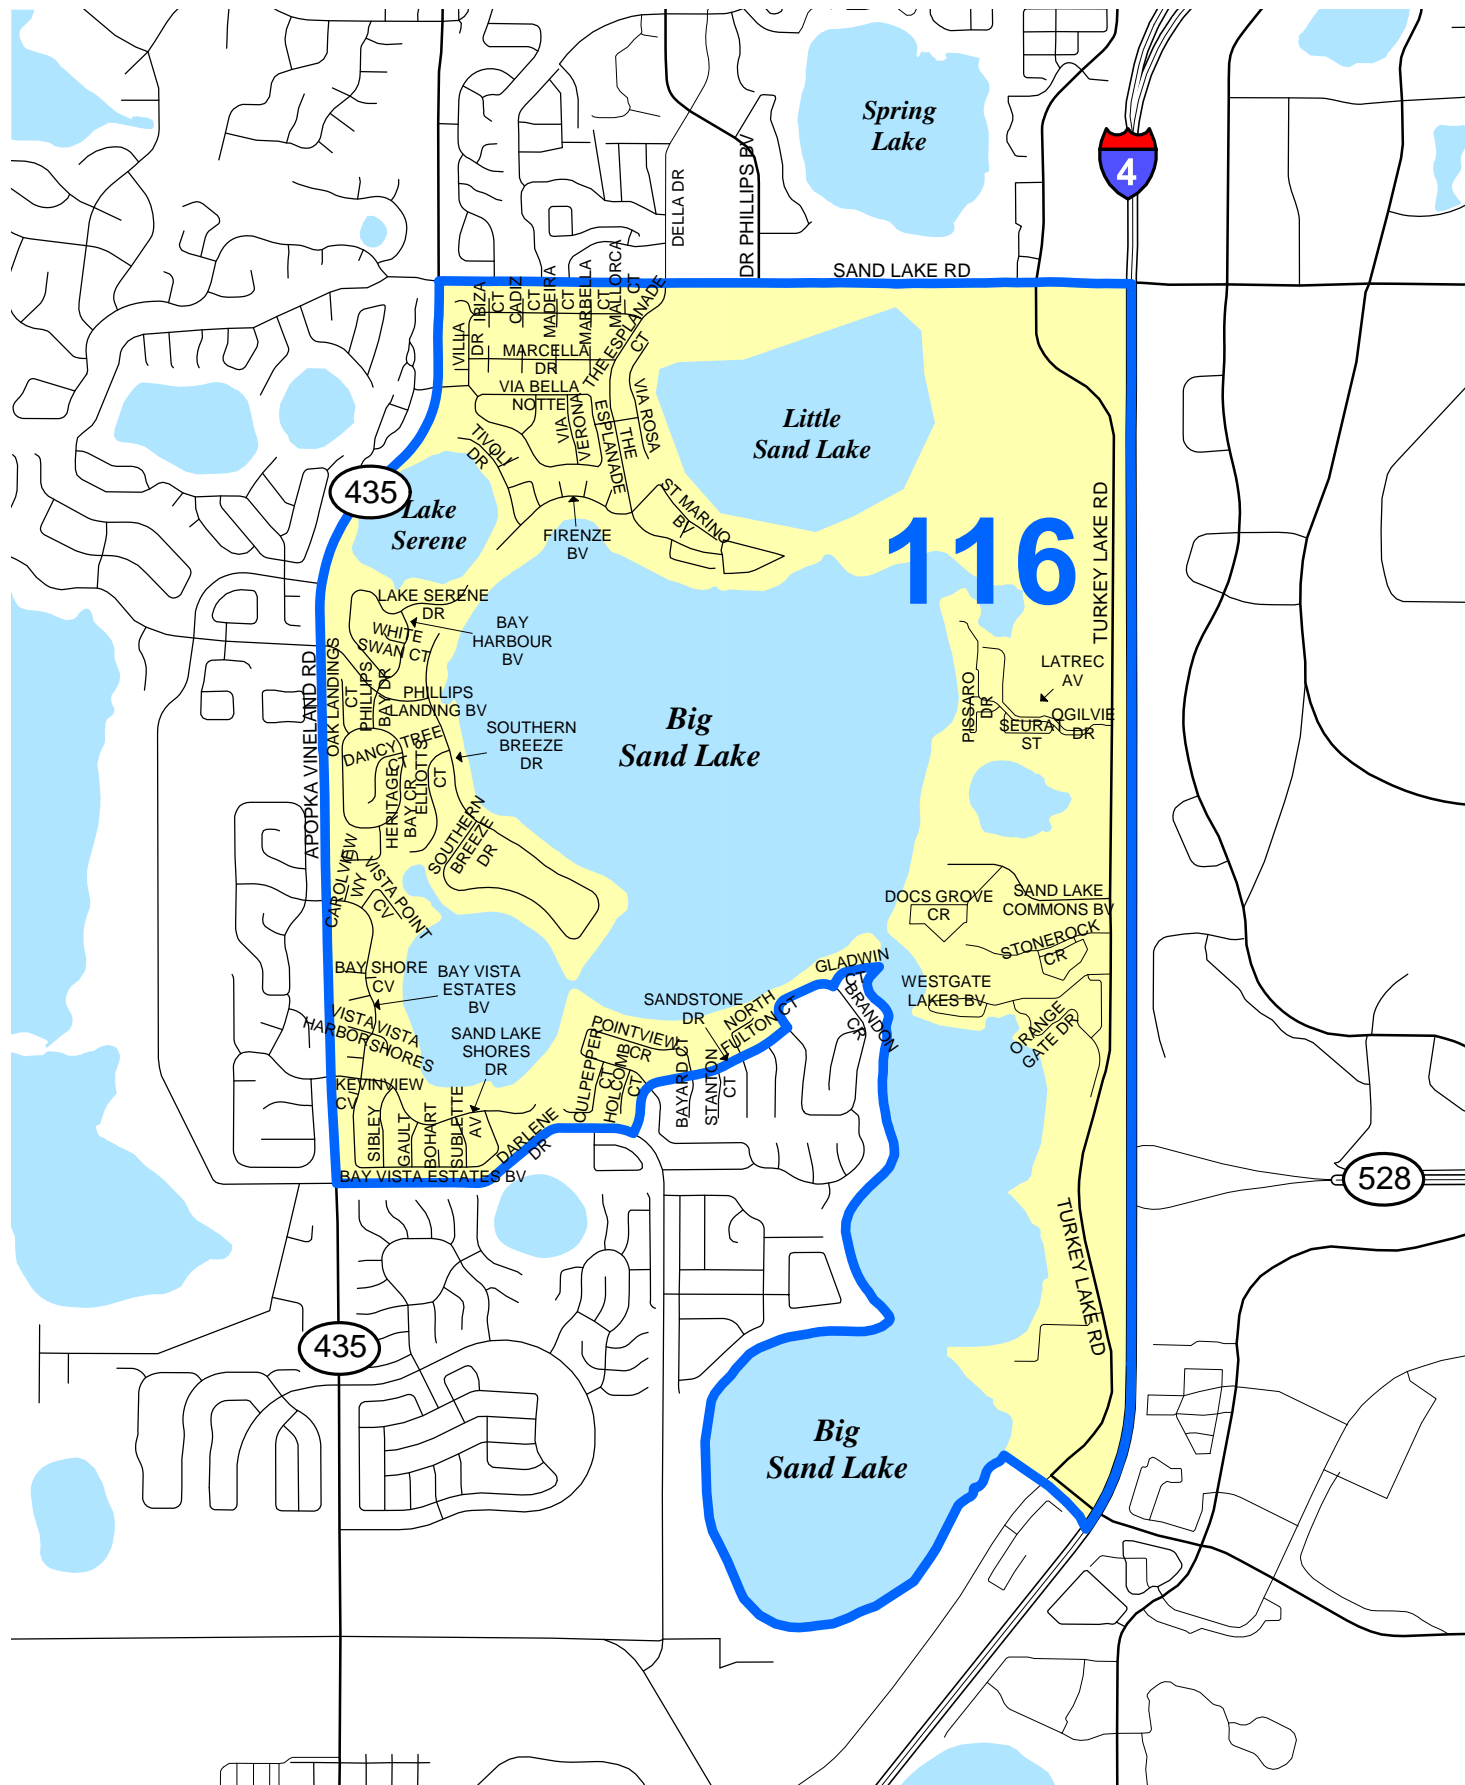 Spring
Lake
4
DELLA DR
DR PHILLIPS BV
SAND LAKE RD
IBIZA
CT
CADIZ
CT
MADEIRA
CT
MARBELLA
CT
MALLORCA
CT
VILLA
DR
MARCELLA
DR
THE ESPLANADE
CT
VIA BELLA
NOTTE
VIA
VERONA
THE
ESPLANADE
VIA ROSA
TIVOLI
DR
Little
Sand Lake
435
Lake
Serene
FIRENZE
BV
ST MARINO
BV
116
TURKEY LAKE RD
LAKE SERENE
DR
BAY
HARBOUR
BV
WHITE
SWAN CT
APOPKA VINELAND RD
OAK LANDINGS
CT
PHILLIPS
BAY DR
PHILLIPS
LANDING BV
DANCY TREE
CT
SOUTHERN
BREEZE
DR
HERITAGE
BAY CR
ELLIOTTS
CT
SOUTHERN
BREEZE
DR
Big
Sand Lake
LATREC
AV
PISSARO
DR
SEURAT
ST
OGILVIE
DR
CAROLVIEW
WY
VISTA POINT
CV
DOCS GROVE
CR
SAND LAKE
COMMONS BV
STONEROCK
CR
BAY SHORE
CV
BAY VISTA
ESTATES
BV
GLADWIN
CT
BRANDON
CR
WESTGATE
LAKES BV
SANDSTONE
DR
NORTH
FULTON CT
ORANGE
GATE DR
VISTA
HARBOR
VISTA
SHORES
SAND LAKE
SHORES
DR
POINTVIEW
CR
CULPEPPER
CT
HOLCOMB
CT
BAYARD CT
STANTON
CT
KEVINVIEW
CV
SIBLEY
GAULT
BOHART
SUBLETTE
AV
DARLENE
DR
BAY VISTA ESTATES BV
528
TURKEY LAKE RD
435
Big
Sand Lake